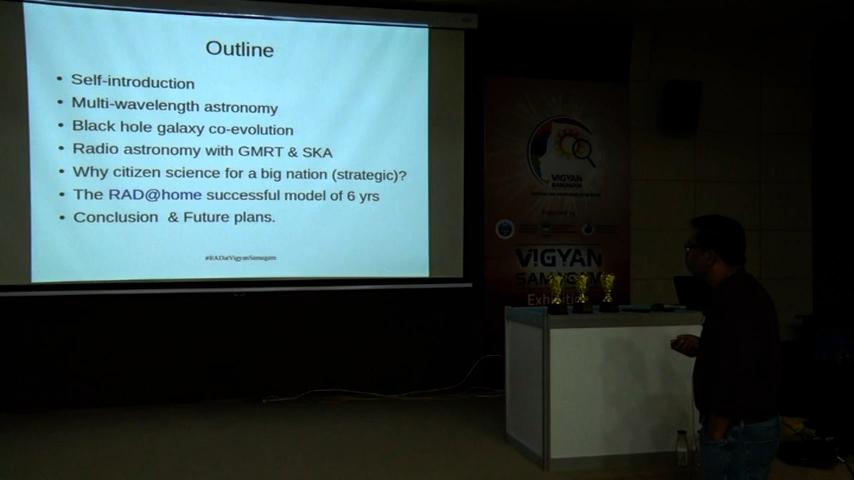 Outline
• Self-introduction
• Multi-wavelength astronomy
• Black hole galaxy co-evolution
• Radio astronomy with GMRT & SKA
• Why citizen science for a big nation (strategic)?
• The RAD@home successful model of 6 yrs
• Conclusion & Future plans.
#RADatVigyanSamagam
VIGYAN
SAMAGAM
VIGYAN
SAMAGAM
Exhibition